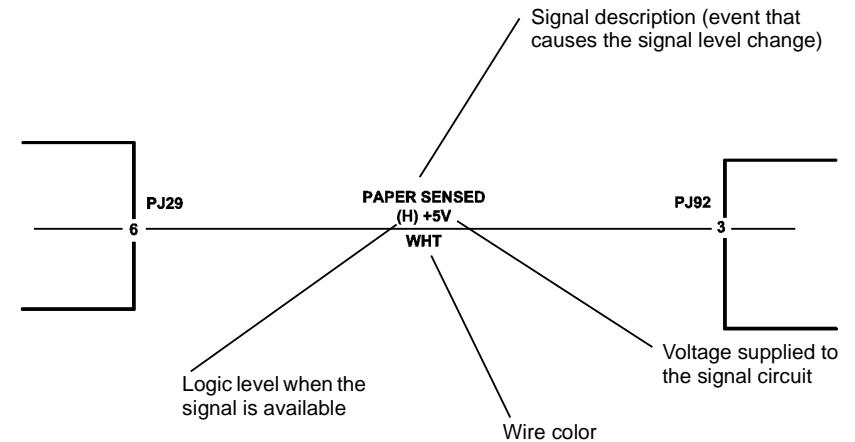 Signal description (event that
causes the signal level change)
PJ29
PAPER SENSED
PJ92
(H) +5V
6
3
WHT
Voltage supplied to
the signal circuit
Logic level when the
signal is available
Wire color